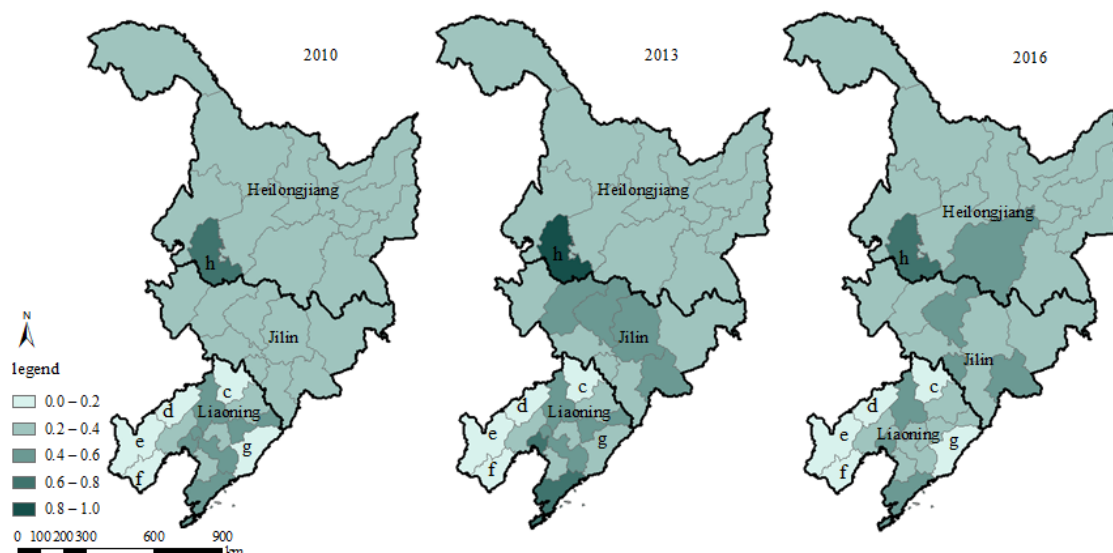 2010
2013
2016
Heilongjiang
h
Jilin
c
d
Liaoning
e
f
g
Heilongjiang
h
Jilin
c
d
Liaoning
e
f
g
Heilongjiang
h
Jilin
c
d
Liaoning
e
f
g
N
legend
0.0 – 0.2
0.2 – 0.4
0.4 – 0.6
0.6 – 0.8
0.8 – 1.0
0 100 200 300 600 900
km